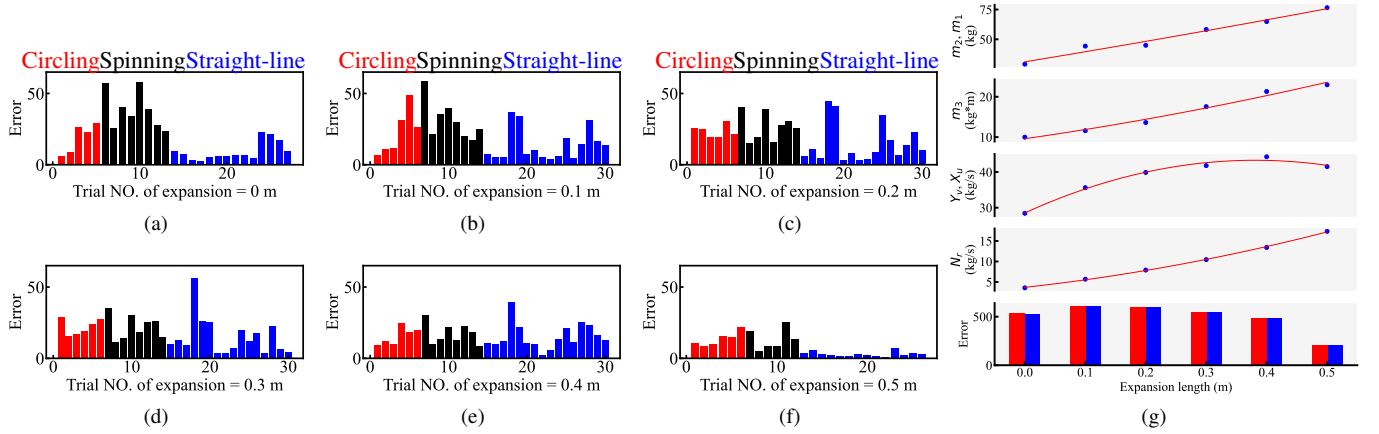 CirclingSpinningStraight-line
Error
50
0
0 10 20
Trial NO. of expansion = 0 m
(a)
CirclingSpinningStraight-line
Error
50
0
0 10 20 30
Trial NO. of expansion = 0.1 m
(b)
CirclingSpinningStraight-line
Error
50
0
0 10 20 30
Trial NO. of expansion = 0.2 m
(c)
Error
50
0
0 10 20 30
Trial NO. of expansion = 0.3 m
(d)
Error
50
0
0 10 20 30
Trial NO. of expansion = 0.4 m
(e)
Error
50
0
0 10 20
Trial NO. of expansion = 0.5 m
(f)
m2, m1
(kg)
75
50
m3
(kg*m)
20
10
Yv, Xu
(kg/s)
40
30
Nr
(kg/s)
15
10
5
Error
500
0
0.0 0.1 0.2 0.3 0.4 0.5
Expansion length (m)
(g)